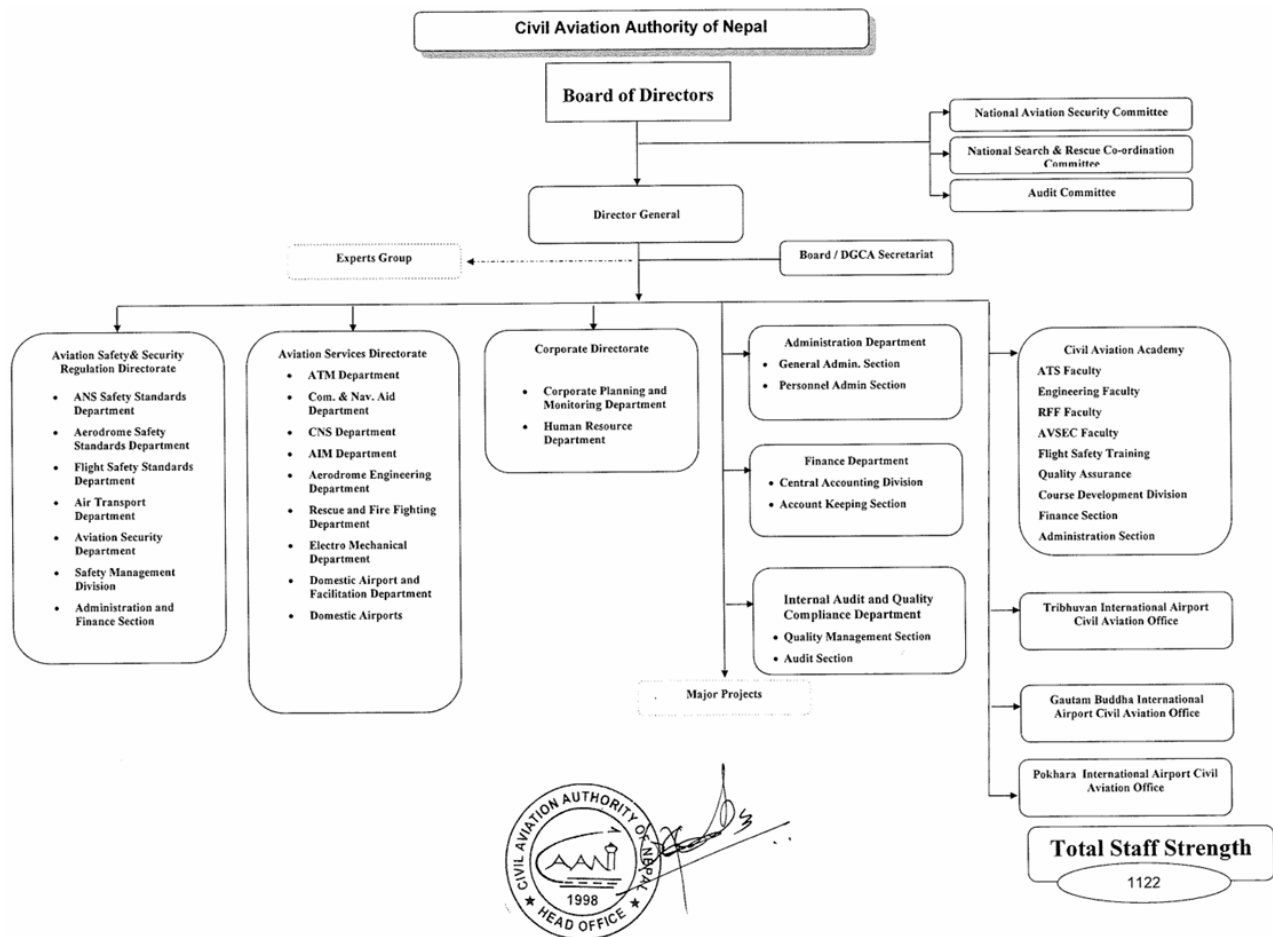 Civil Aviation Authority of Nepal
Board of Directors
National Aviation Security Committee
National Search & Rescue Co-ordination
Committee
Audit Committee
Director General
Experts Group
Board / DGCA Secretariat
Aviation Safety& Security
Regulation Directorate
• ANS Safety Standards
Department
• Aerodrome Safety
Standards Department
• Flight Safety Standards
Department
• Air Transport
Department
• Aviation Security
Department
• Safety Management
Division
• Administration and
Finance Section
Aviation Services Directorate
• ATM Department
• Com. & Nav. Aid
Department
• CNS Department
• AIM Department
• Aerodrome Engineering
Department
• Rescue and Fire Fighting
Department
• Electro Mechanical
Department
• Domestic Airport and
Facilitation Department
• Domestic Airports
Corporate Directorate
• Corporate Planning and
Monitoring Department
• Human Resource
Department
Administration Department
• General Admin. Section
• Personnel Admin Section
Finance Department
• Central Accounting Division
• Account Keeping Section
Internal Audit and Quality
Compliance Department
• Quality Management Section
• Audit Section
Major Projects
Civil Aviation Academy
ATS Faculty
Engineering Faculty
RFF Faculty
AVSEC Faculty
Flight Safety Training
Quality Assurance
Course Development Division
Finance Section
Administration Section
Tribhuvan International Airport
Civil Aviation Office
Gautam Buddha International
Airport Civil Aviation Office
Pokhara International Airport Civil
Aviation Office
CIVIL AVIATION AUTHORITY OF NEPAL
1998
HEAD OFFICE
Total Staff Strength
1122